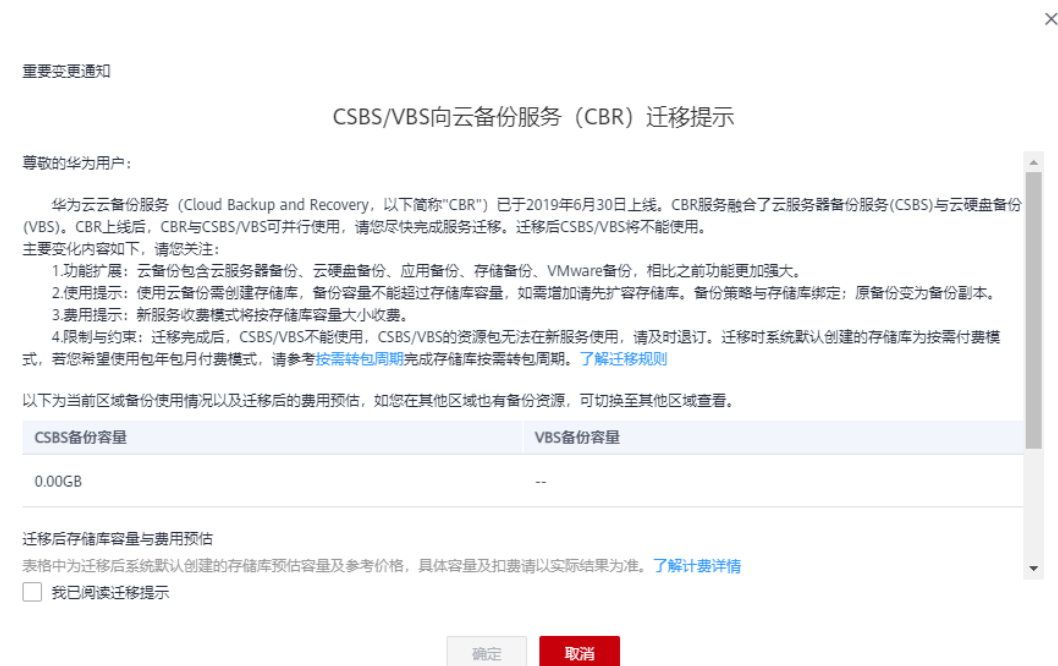 重要变更通知
CSBS/VBS向云备份服务（CBR）迁移提示
尊敬的华为用户：
华为云云备份服务（Cloud Backup and Recovery，以下简称"CBR"）已于2019年6月30日上线。CBR服务融合了云服务器备份服务(CSBS)与云硬盘备份
(VBS)。CBR上线后，CBR与CSBS/VBS可并行使用，请您尽快完成服务迁移。迁移后CSBS/VBS将不能使用。
主要变化内容如下，请您关注：
1.功能扩展：云备份包含云服务器备份、云硬盘备份、应用备份、存储备份、VMware备份，相比之前功能更加强大。
2.使用提示：使用云备份需创建存储库，备份容量不能超过存储库容量，如需增加请先扩容存储库。备份策略与存储库绑定；原备份变为备份副本。
3.费用提示：新服务收费模式将按存储库容量大小收费。
4.限制与约束：迁移完成后，CSBS/VBS不能使用，CSBS/VBS的资源包无法在新服务使用，请及时退订。迁移时系统默认创建的存储库为按需付费模
式，若您希望使用包年包月付费模式，请参考按需转包周期完成存储库按需转包周期。了解迁移规则
以下为当前区域备份使用情况以及迁移后的费用预估，如您在其他区域也有备份资源，可切换至其他区域查看。
CSBS备份容量 VBS备份容量
0.00GB --
迁移后存储库容量与费用预估
表格中为迁移后系统默认创建的存储库预估容量及参考价格，具体容量及扣费请以实际结果为准。了解计费详情
我已阅读迁移提示
确定 取消